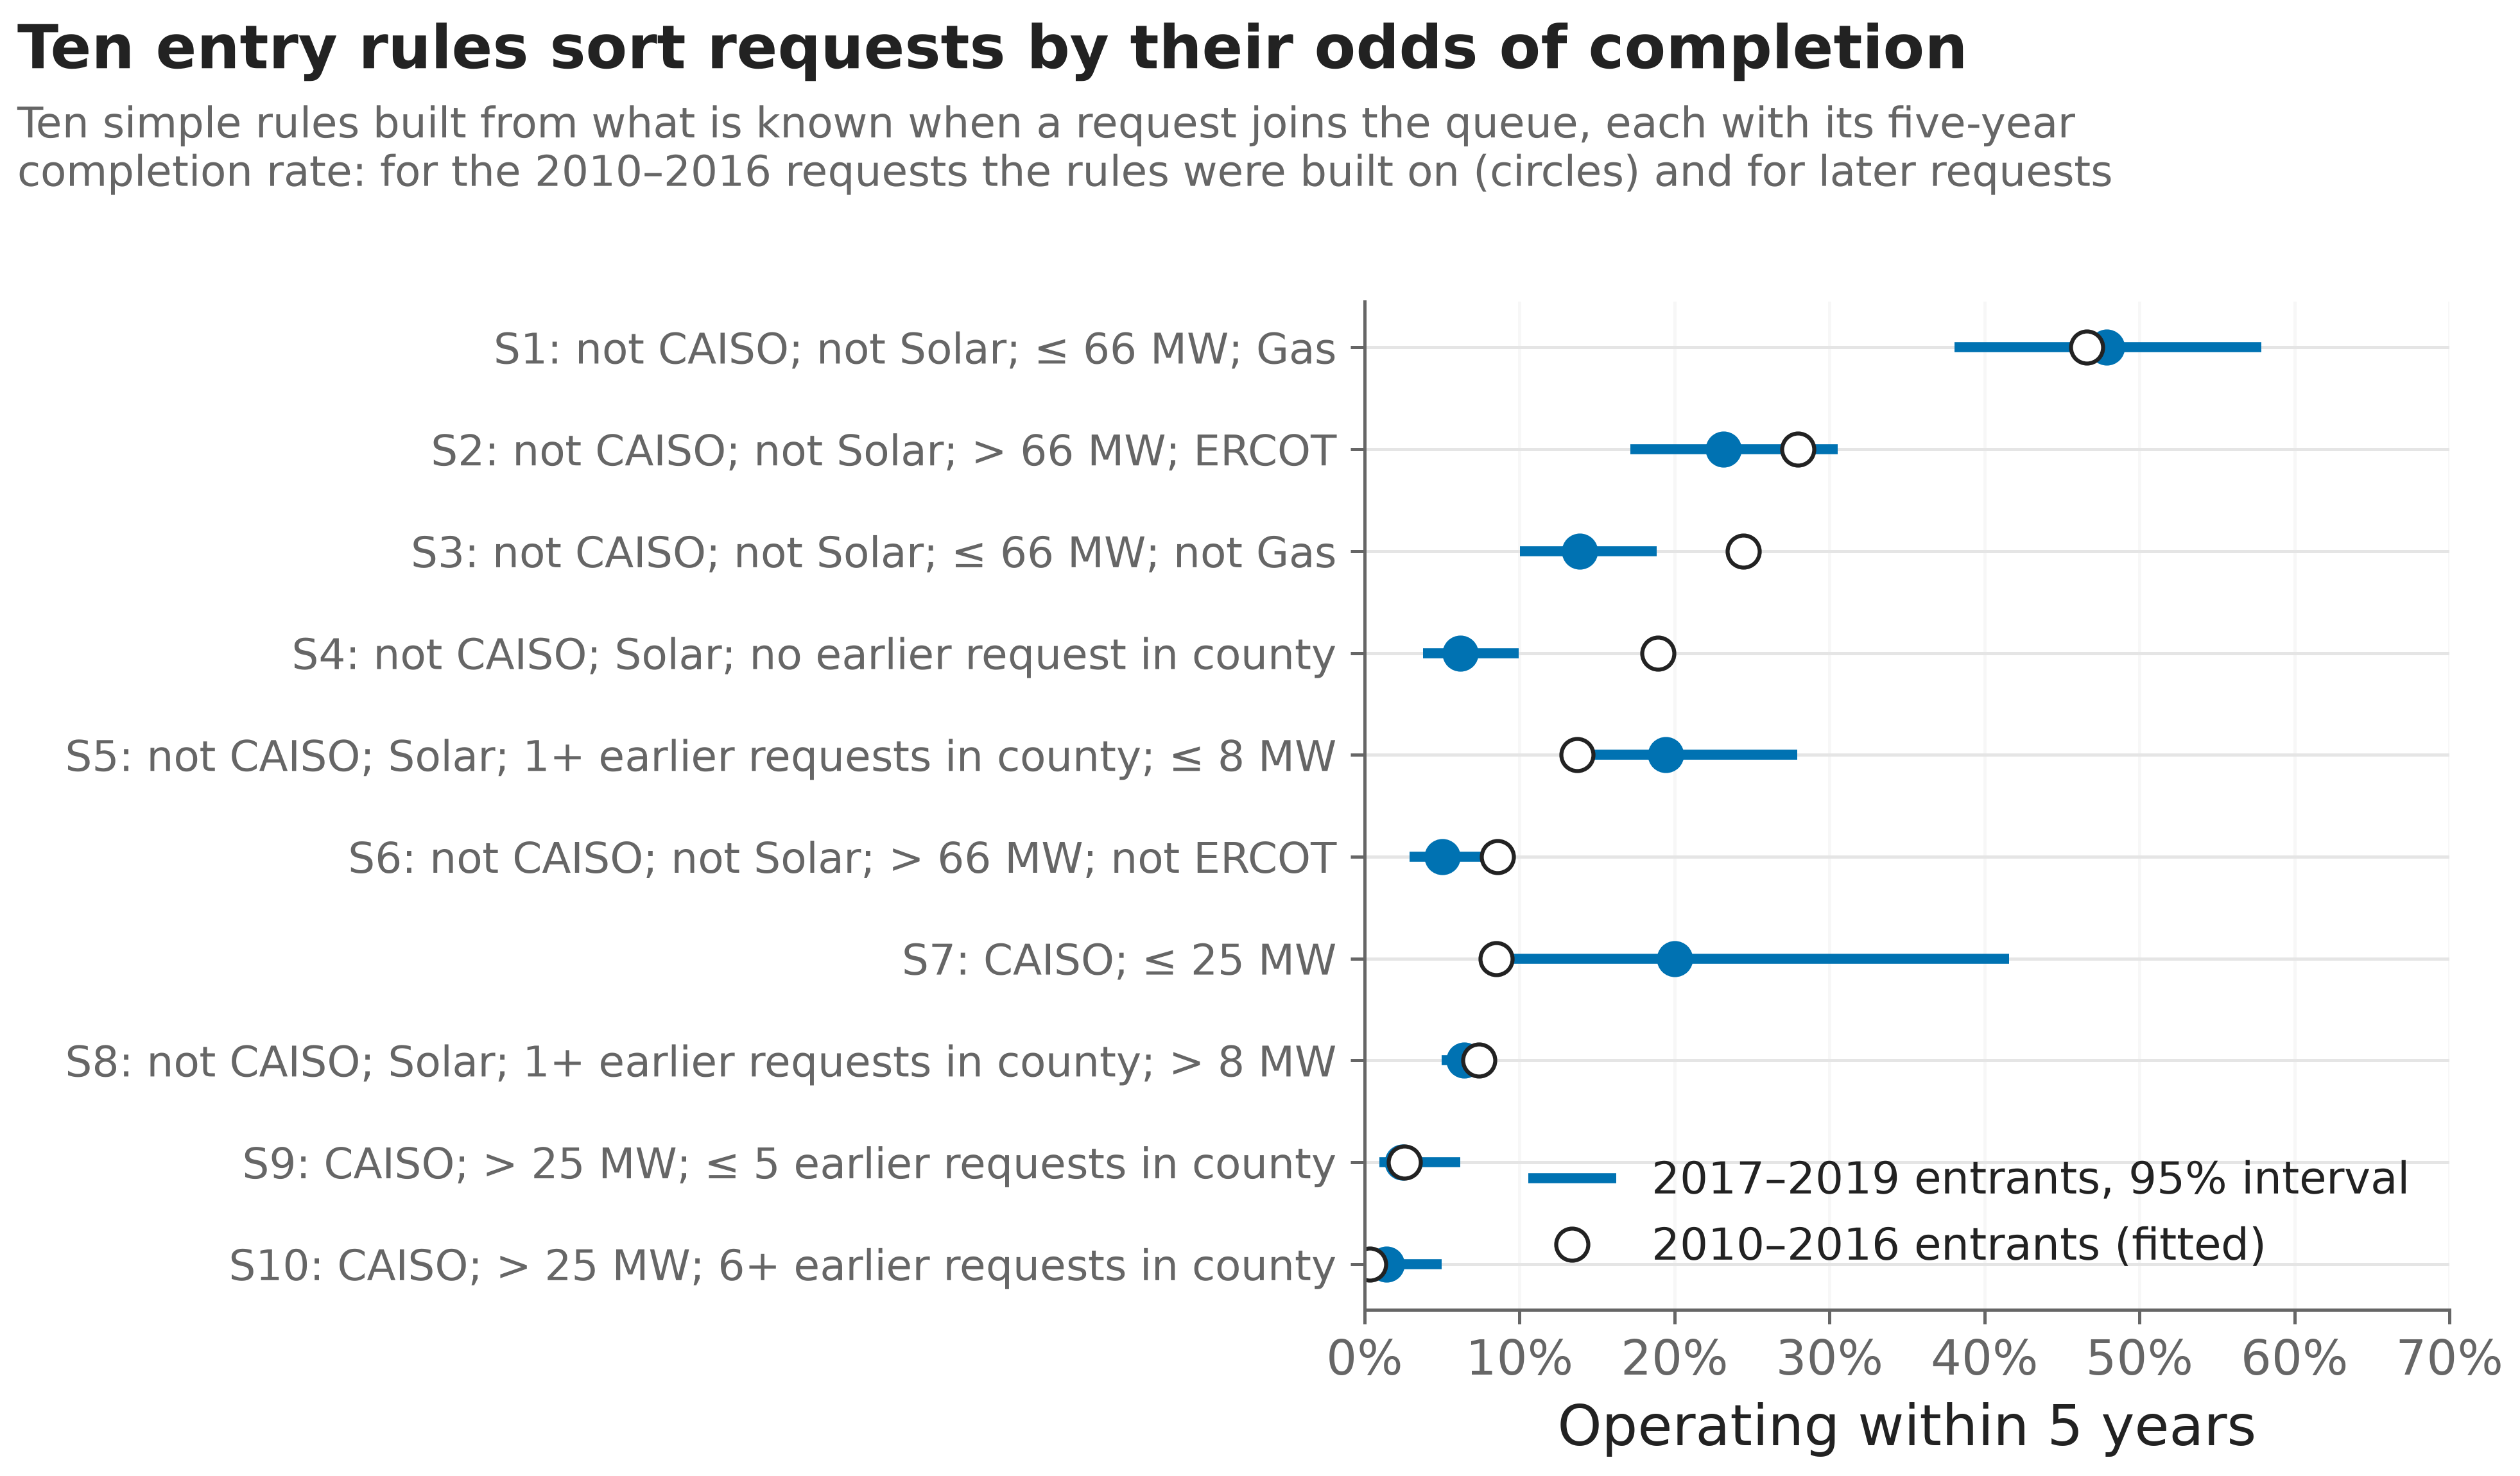 Ten entry rules sort requests by their odds of completion
Ten simple rules built from what is known when a request joins the queue, each with its five-year
completion rate: for the 2010–2016 requests the rules were built on (circles) and for later requests
S1: not CAISO; not Solar; ≤ 66 MW; Gas
S2: not CAISO; not Solar; > 66 MW; ERCOT
S3: not CAISO; not Solar; ≤ 66 MW; not Gas
S4: not CAISO; Solar; no earlier request in county
S5: not CAISO; Solar; 1+ earlier requests in county; ≤ 8 MW
S6: not CAISO; not Solar; > 66 MW; not ERCOT
S7: CAISO; ≤ 25 MW
S8: not CAISO; Solar; 1+ earlier requests in county; > 8 MW
S9: CAISO; > 25 MW; ≤ 5 earlier requests in county
S10: CAISO; > 25 MW; 6+ earlier requests in county
2017–2019 entrants, 95% interval
2010–2016 entrants (fitted)
0% 10% 20% 30% 40% 50% 60% 70%
Operating within 5 years